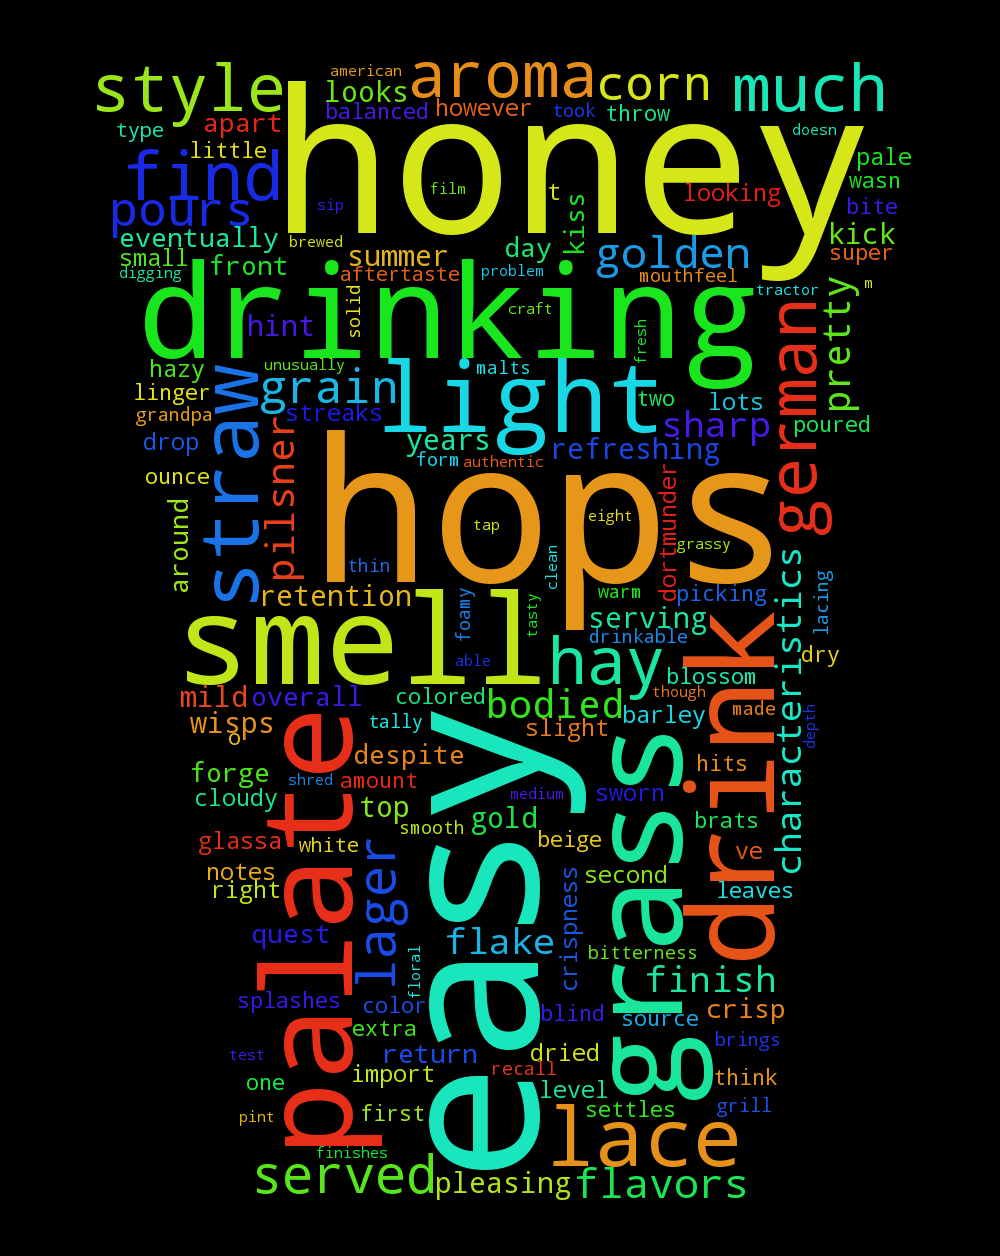 american
aroma
style
looks
corn
much
honey
balanced
however
took
throw
type
apart
doesn
little
find
pale
film
t
looking
wasn
pours
sip
kiss
bite
eventually
brewed
day
golden
kick
small
summer
super
digging
front
aftertaste
problem
mouthfeel
tractor
m
drinking
hint
solid
craft
fresh
german
pretty
hazy
unusually
light
malts
linger
straw
grain
two
lots
grandpa
streaks
sharp
poured
drop
pilsner
years
refreshing
form
authentic
ounce
hops
dortmunder
around
tap
eight
grassy
thin
clean
characteristics
retention
foamy
tasty
warm
picking
lacing
smell
serving
drinkable
drink
able
hay
blossom
dry
mild
overall
colored
bodied
though
wisps
o
tally
slight
barley
made
depth
palate
easy
grass
despite
forge
shred
amount
hits
cloudy
top
medium
sworn
smooth
gold
beige
brats
glassa
white
lager
ve
notes
right
crispness
second
leaves
quest
flake
bitterness
floral
finish
splashes
color
blind
source
crisp
extra
brings
test
return
dried
one
import
recall
level
think
pint
first
settles
grill
finishes
lace
served
pleasing
flavors